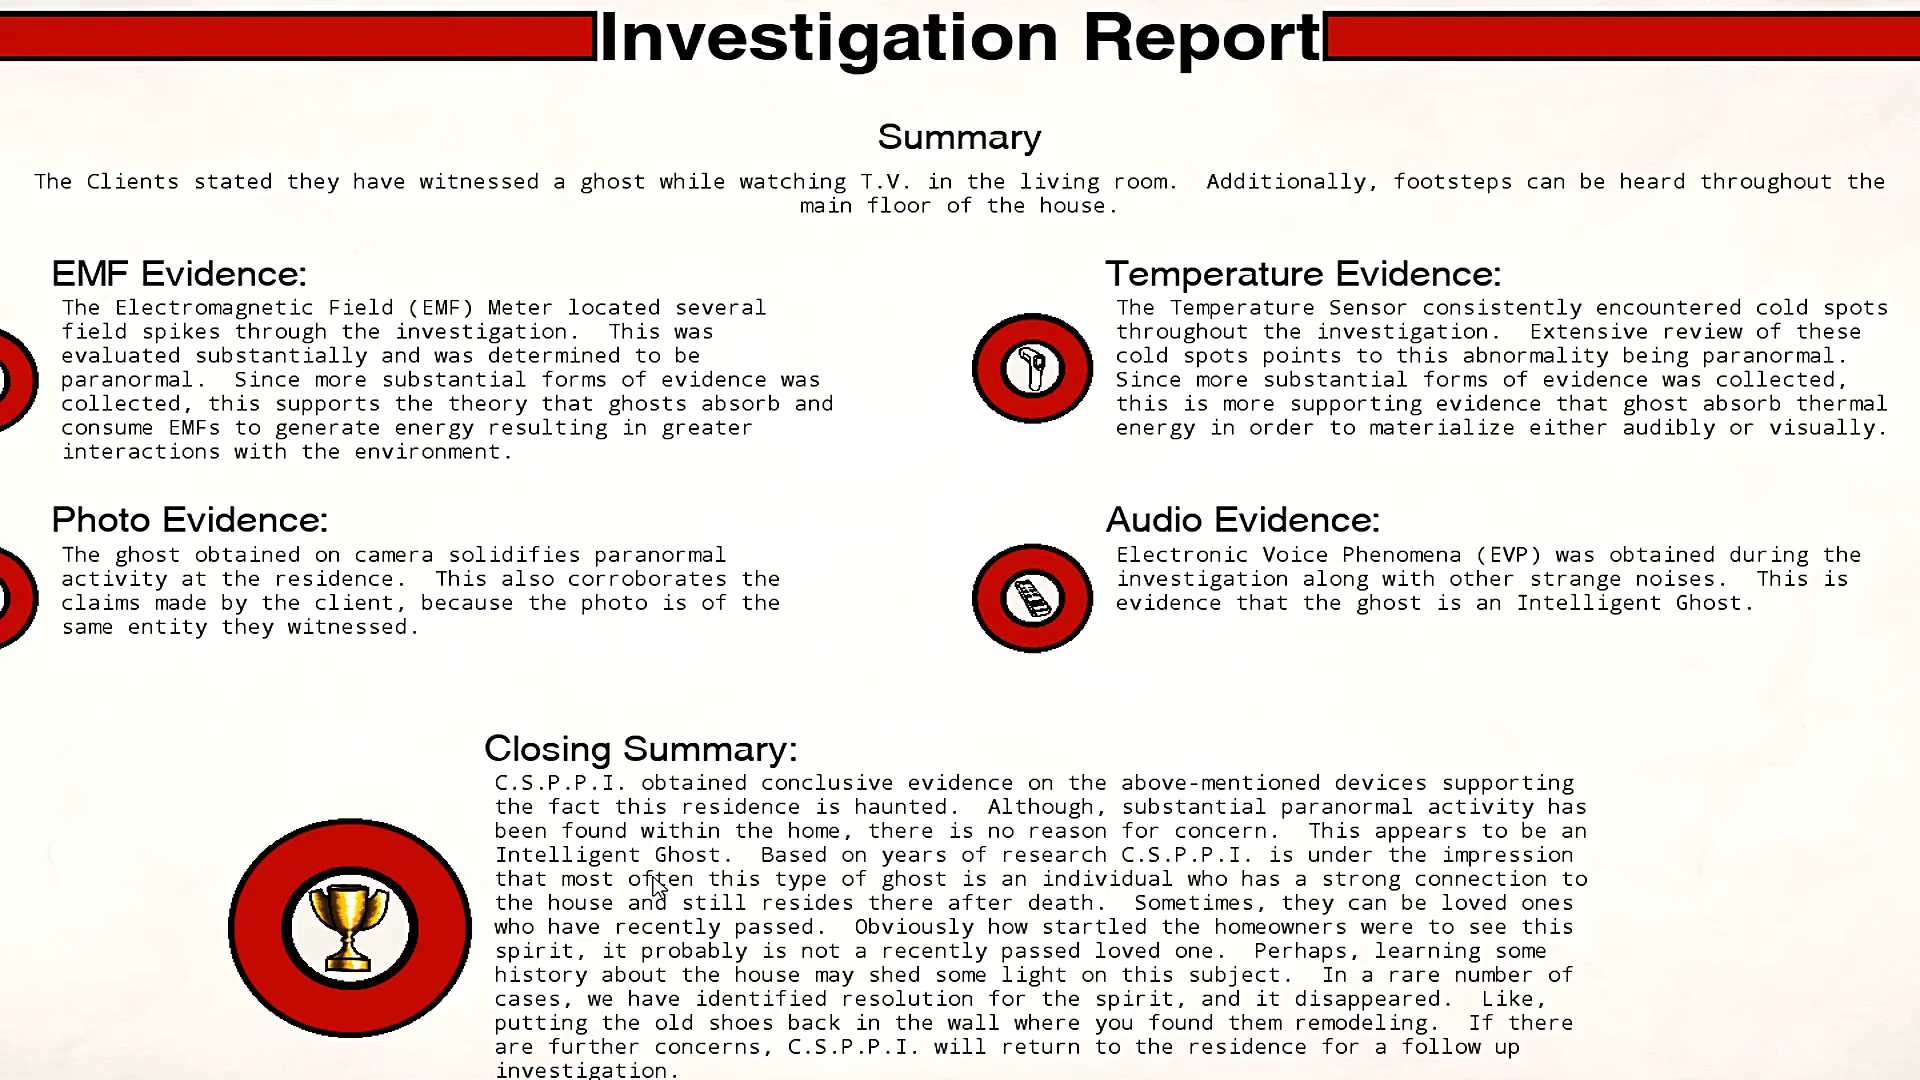 Investigation Report
Summary
The Clients stated they have witnessed a ghost while watching T.V. in the living room.  Additionally, footsteps can be heard throughout the
main floor of the house.
EMF Evidence:
The Electromagnetic Field (EMF) Meter located several
field spikes through the investigation.  This was
evaluated substantially and was determined to be
paranormal.  Since more substantial forms of evidence was
collected, this supports the theory that ghosts absorb and
consume EMFs to generate energy resulting in greater
interactions with the environment.
Temperature Evidence:
The Temperature Sensor consistently encountered cold spots
throughout the investigation.  Extensive review of these
cold spots points to this abnormality being paranormal.
Since more substantial forms of evidence was collected,
this is more supporting evidence that ghost absorb thermal
energy in order to materialize either audibly or visually.
Photo Evidence:
The ghost obtained on camera solidifies paranormal
activity at the residence.  This also corroborates the
claims made by the client, because the photo is of the
same entity they witnessed.
Audio Evidence:
Electronic Voice Phenomena (EVP) was obtained during the
investigation along with other strange noises.  This is
evidence that the ghost is an Intelligent Ghost.
Closing Summary:
C.S.P.P.I. obtained conclusive evidence on the above-mentioned devices supporting
the fact this residence is haunted.  Although, substantial paranormal activity has
been found within the home, there is no reason for concern.  This appears to be an
Intelligent Ghost.  Based on years of research C.S.P.P.I. is under the impression
that most often this type of ghost is an individual who has a strong connection to
the house and still resides there after death.  Sometimes, they can be loved ones
who have recently passed.  Obviously how startled the homeowners were to see this
spirit, it probably is not a recently passed loved one.  Perhaps, learning some
history about the house may shed some light on this subject.  In a rare number of
cases, we have identified resolution for the spirit, and it disappeared.  Like,
putting the old shoes back in the wall where you found them remodeling.  If there
are further concerns, C.S.P.P.I. will return to the residence for a follow up
investigation.